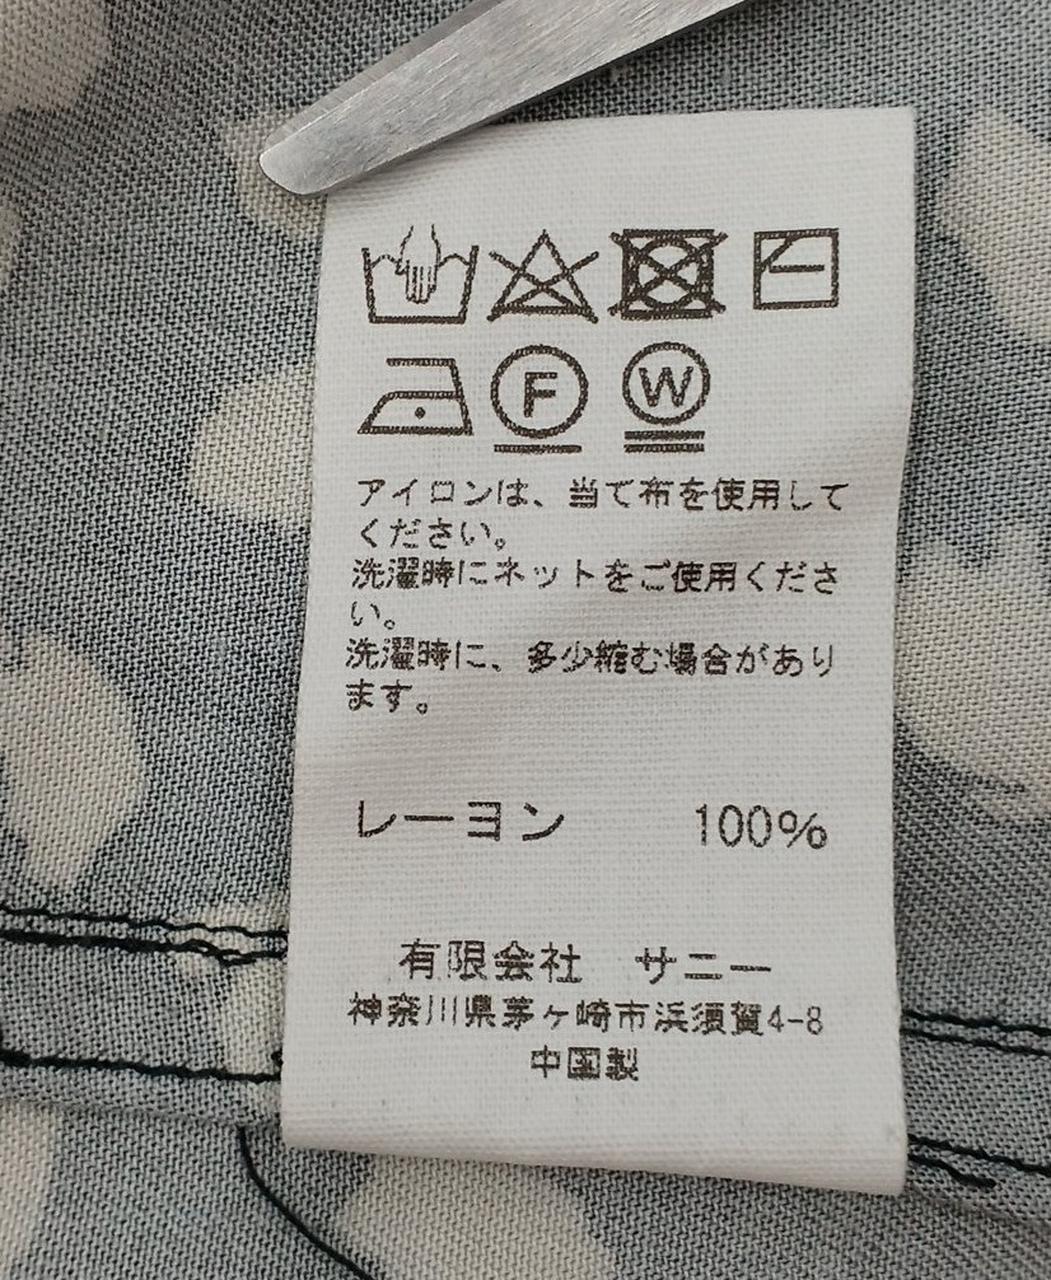 F
W
アイロンは、当て布を使用して
ください。
洗濯時にネットをご使用くださ
い。
洗濯時に、多少縮む場合があり
ます。
レーヨン 100%
有限会社 サニー
神奈川県茅ヶ崎市浜須賀4-8
中国製